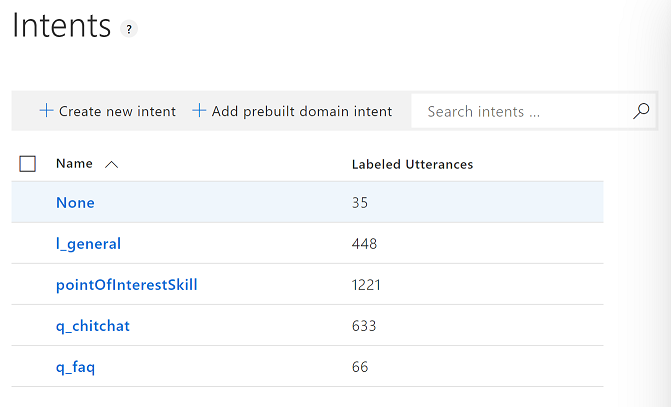 Intents ?
+ Create new intent + Add prebuilt domain intent Search intents ...
Name Labeled Utterances
None 35
l_general 448
pointOfInterestSkill 1221
q_chitchat 633
q_faq 66